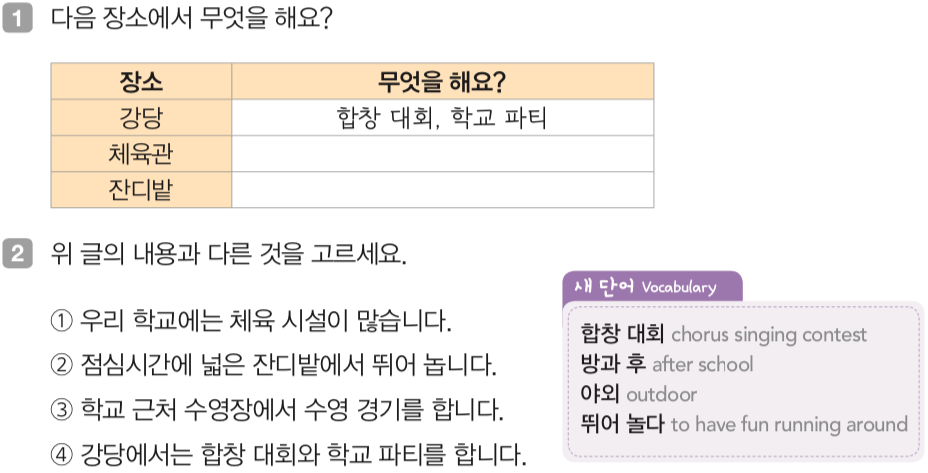 1 다음 장소에서 무엇을 해요?
장소 무엇을 해요?
강당 합창 대회, 학교 파티
체육관
잔디밭
2 위 글의 내용과 다른 것을 고르세요.
① 우리 학교에는 체육 시설이 많습니다.
② 점심시간에 넓은 잔디밭에서 뛰어 놉니다.
③ 학교 근처 수영장에서 수영 경기를 합니다.
④ 강당에서는 합창 대회와 학교 파티를 합니다.
새 단어 Vocabulary
합창 대회 chorus singing contest
방과 후 after school
야외 outdoor
뛰어 놀다 to have fun running around